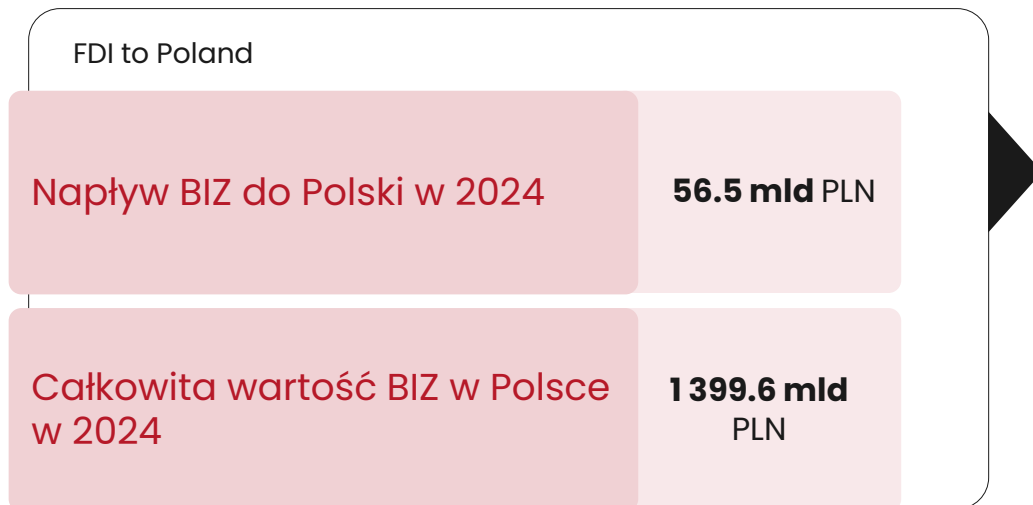 FDI to Poland
Napływ BIZ do Polski w 2024
56.5 mld PLN
Całkowita wartość BIZ w Polsce
w 2024
1 399.6 mld
PLN